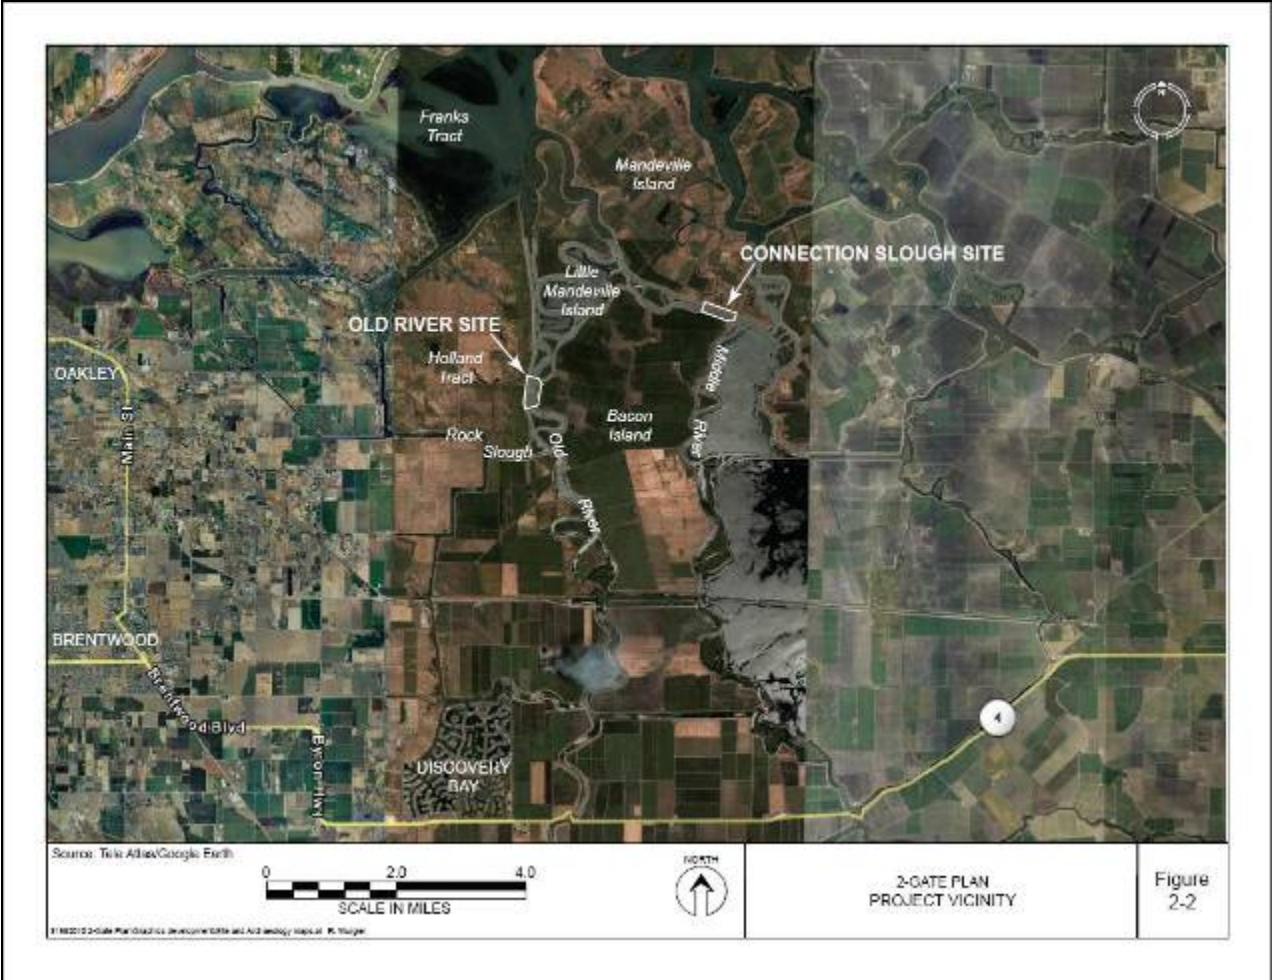 Franks
Tract
Mandeville
Island
N
CONNECTION SLOUGH SITE
Little
Mandeville
Island
OLD RIVER SITE
Holland
Tract
OAKLEY
Middle
River
Main St
Bacon
Island
Rock
Slough
Old
River
BRENTWOOD
Brentwood Blvd
Byron Hwy
4
DISCOVERY
BAY
Source: Tele Atlas/Google Earth
0 2.0 4.0
SCALE IN MILES
NORTH
2-GATE PLAN
PROJECT VICINITY
Figure
2-2